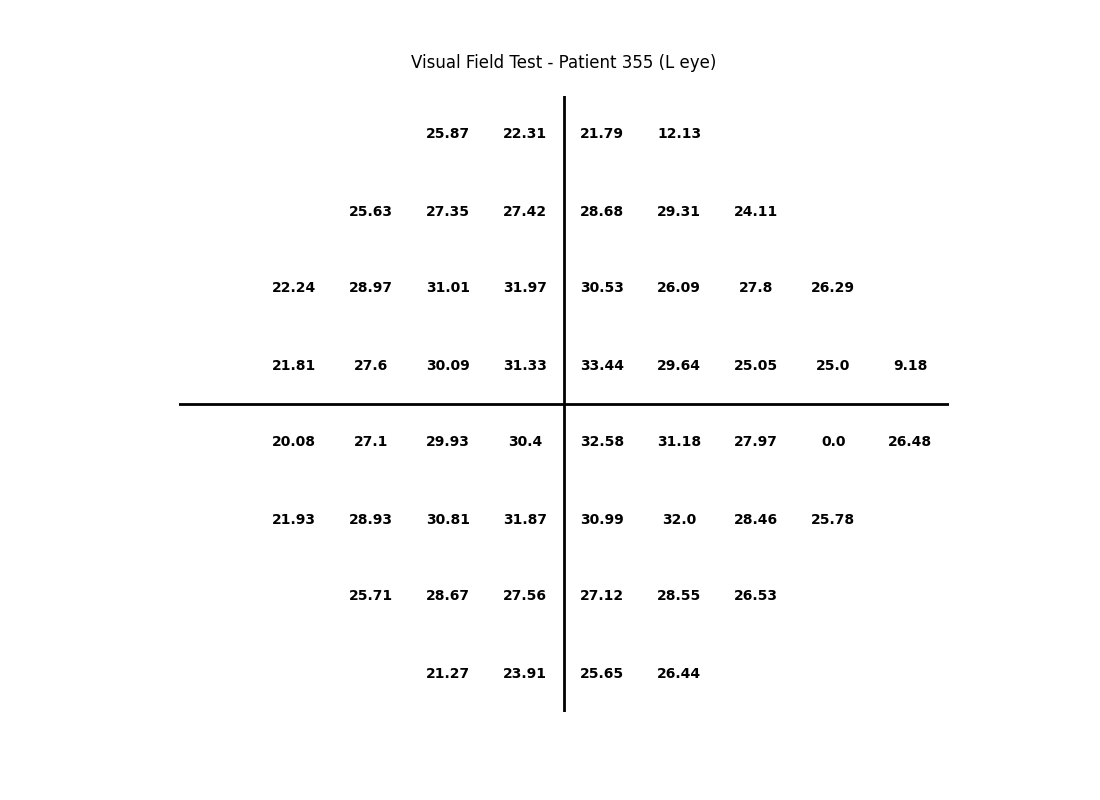 Visual Field Test - Patient 355 (L eye)
25.87 22.31 21.79 12.13
25.63 27.35 27.42 28.68 29.31 24.11
22.24 28.97 31.01 31.97 30.53 26.09 27.8 26.29
21.81 27.6 30.09 31.33 33.44 29.64 25.05 25.0 9.18
20.08 27.1 29.93 30.4 32.58 31.18 27.97 0.0 26.48
21.93 28.93 30.81 31.87 30.99 32.0 28.46 25.78
25.71 28.67 27.56 27.12 28.55 26.53
21.27 23.91 25.65 26.44